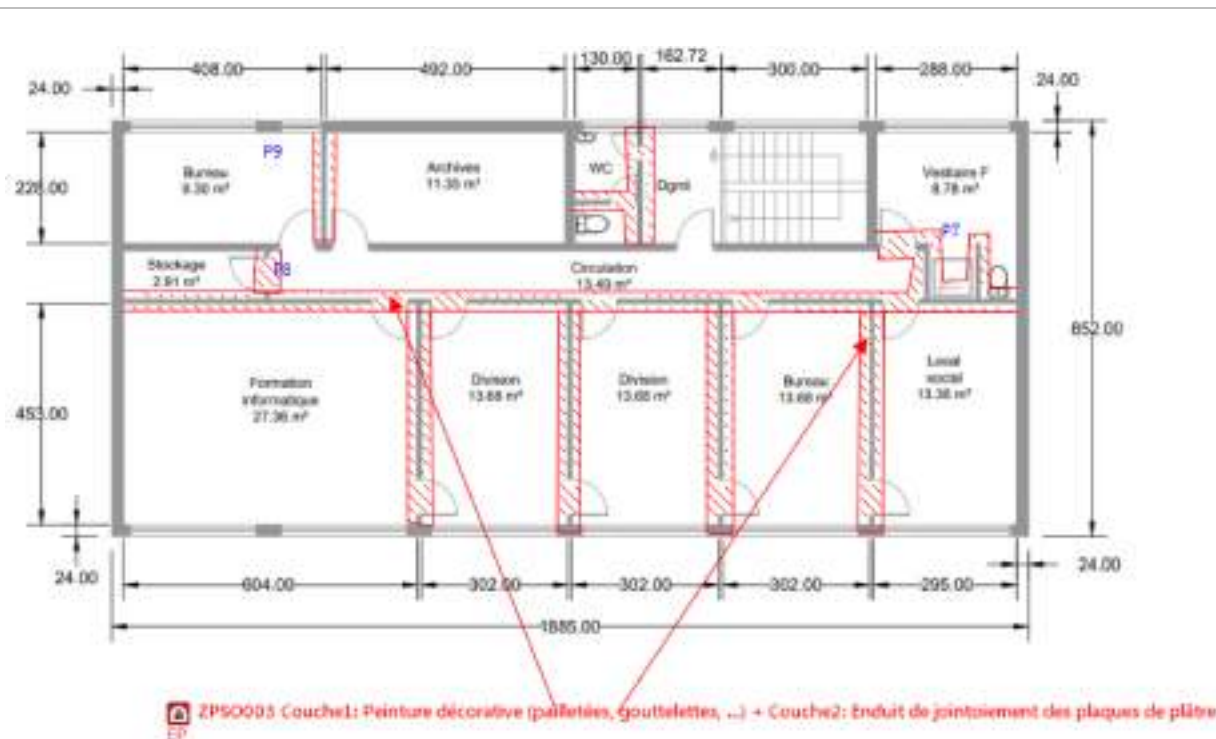 408.00 492.00 130.00 162.72 300.00 288.00
24.00 24.00
P9
Bureau
9.30 m²
Archives
11.35 m²
WC
Dgmt
Vestiaire F
8.78 m²
228.00
P7
Stockage
2.91 m²
P8
Circulation
13.49 m²
852.00
Formation
informatique
27.36 m²
Division
13.68 m²
Division
13.68 m²
Bureau
13.68 m²
Local
social
13.36 m²
453.00
24.00 24.00
604.00 302.00 302.00 302.00 295.00
1885.00
ZPSO003 Couche1: Peinture décorative (pailletées, gouttelettes, ...) + Couche2: Enduit de jointoiement des plaques de plâtre
EP